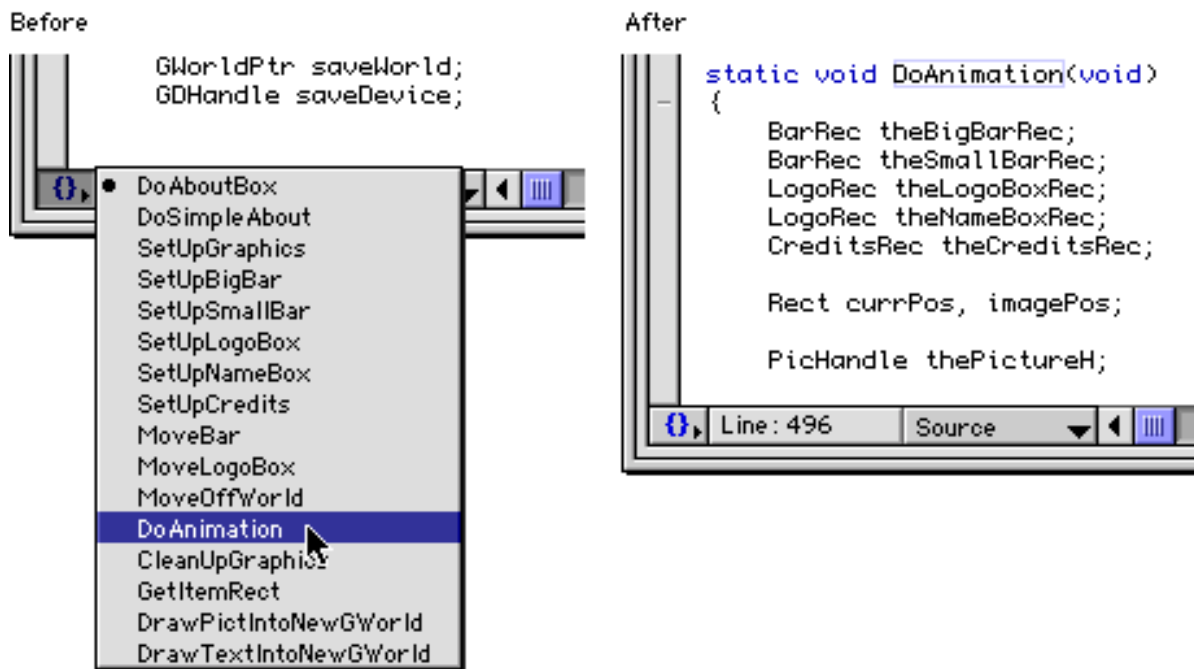 Before
GWorldPtr saveWorld;
GDHandle saveDevice;
{}
DoAboutBox
DoSimpleAbout
SetUpGraphics
SetUpBigBar
SetUpSmallBar
SetUpLogoBox
SetUpNameBox
SetUpCredits
MoveBar
MoveLogoBox
MoveOffWorld
DoAnimation
CleanUpGraphics
GetItemRect
DrawPictIntoNewGWorld
DrawTextIntoNewGWorld
After
static void DoAnimation(void)
{
BarRec theBigBarRec;
BarRec theSmallBarRec;
LogoRec theLogoBoxRec;
LogoRec theNameBoxRec;
CreditsRec theCreditsRec;
Rect currPos, imagePos;
PicHandle thePictureH;
{} Line: 496 Source